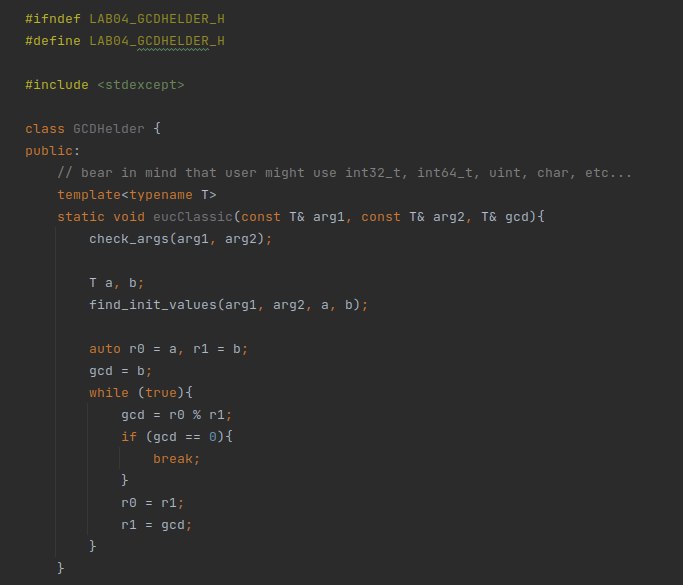 #ifndef LAB04_GCDHELDER_H
#define LAB04_GCDHELDER_H
#include <stdexcept>
class GCDHelder {
public:
// bear in mind that user might use int32_t, int64_t, uint, char, etc...
template<typename T>
static void eucClassic(const T& arg1, const T& arg2, T& gcd){
check_args(arg1, arg2);
T a, b;
find_init_values(arg1, arg2, a, b);
auto r0 = a, r1 = b;
gcd = b;
while (true){
gcd = r0 % r1;
if (gcd == 0){
break;
}
r0 = r1;
r1 = gcd;
}
}